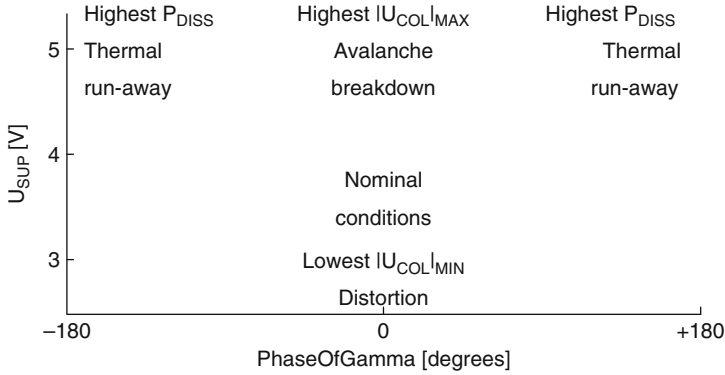 Highest P_DISS Highest |U_COL|_MAX Highest P_DISS
5 Thermal Avalanche Thermal
run-away breakdown run-away
U_SUP [V]
4
Nominal
conditions
3 Lowest |U_COL|_MIN
Distortion
–180 0 +180
PhaseOfGamma [degrees]